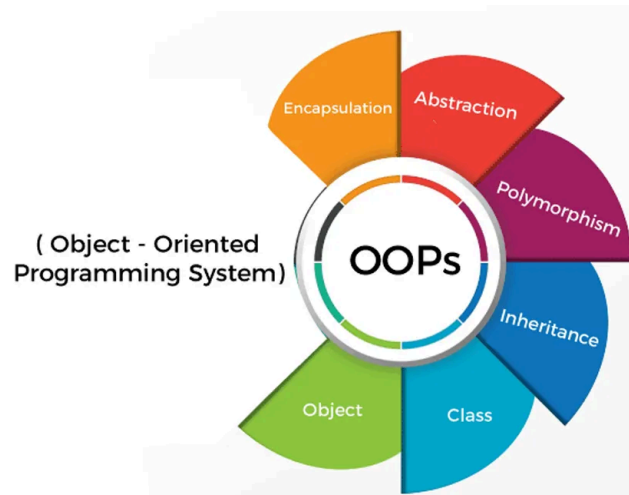 Encapsulation
Abstraction
Polymorphism
( Object - Oriented
Programming System)
OOPs
Inheritance
Object
Class